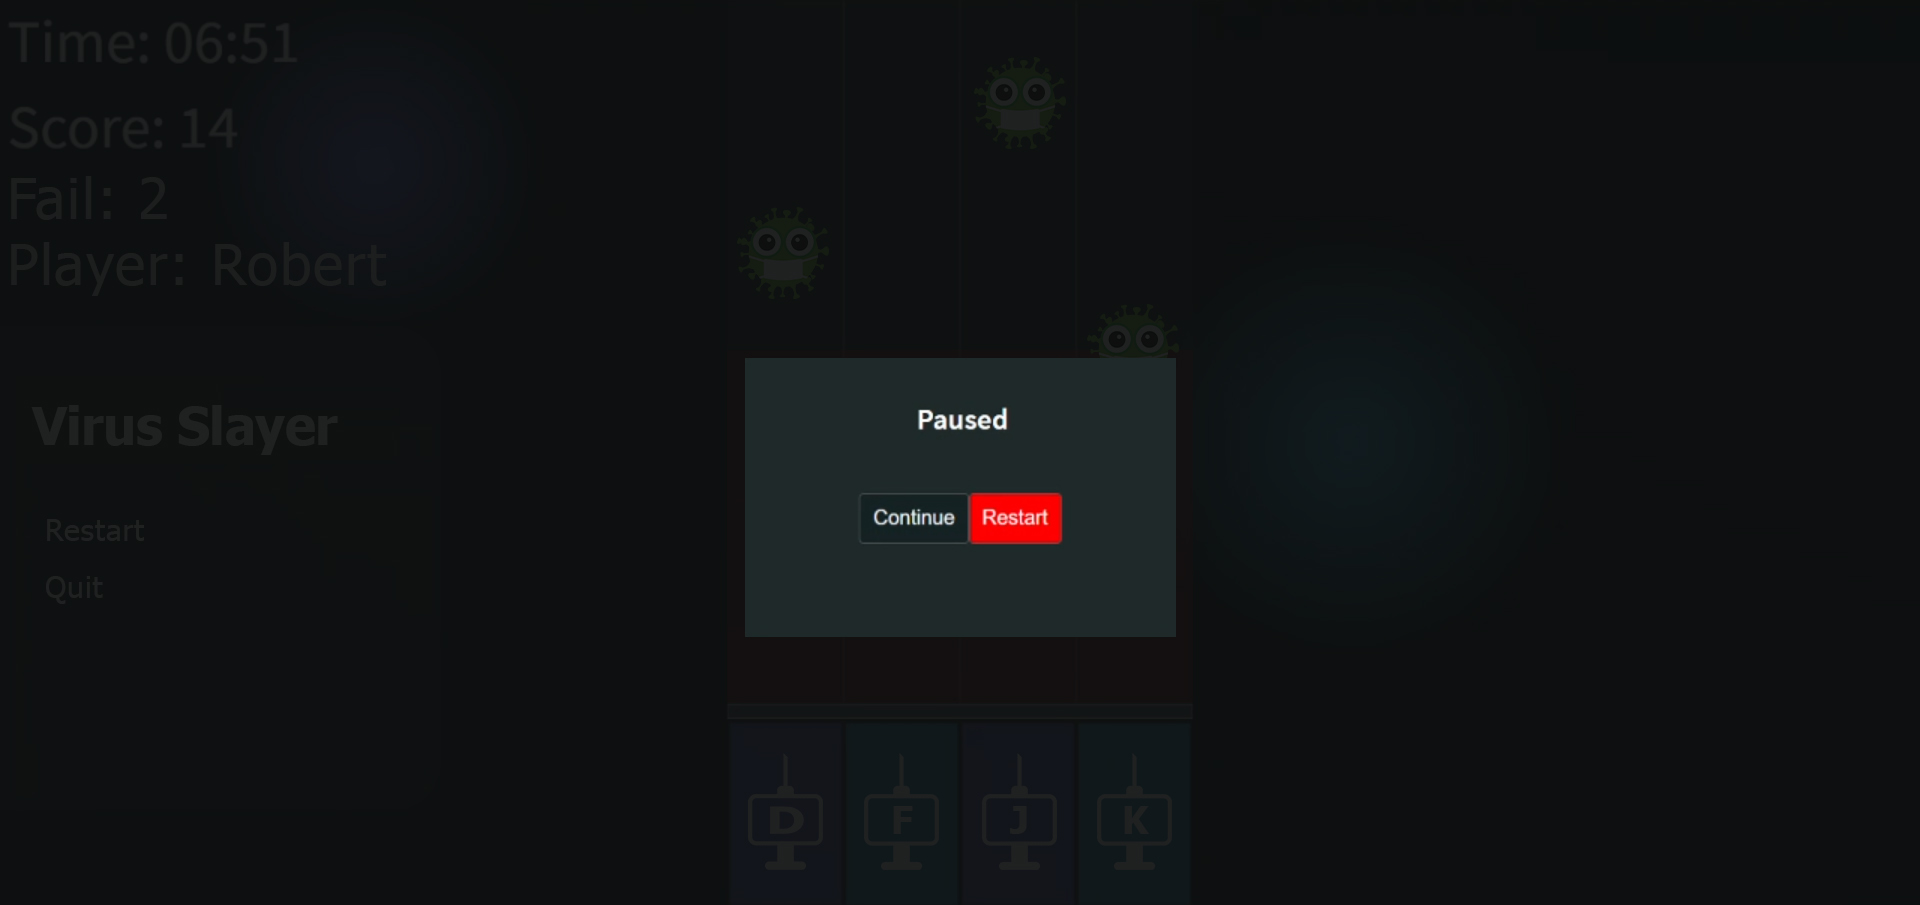 Time: 06:51
Score: 14
Fail: 2
Player: Robert
Virus Slayer
Restart
Quit
Paused
Continue Restart
D F J K